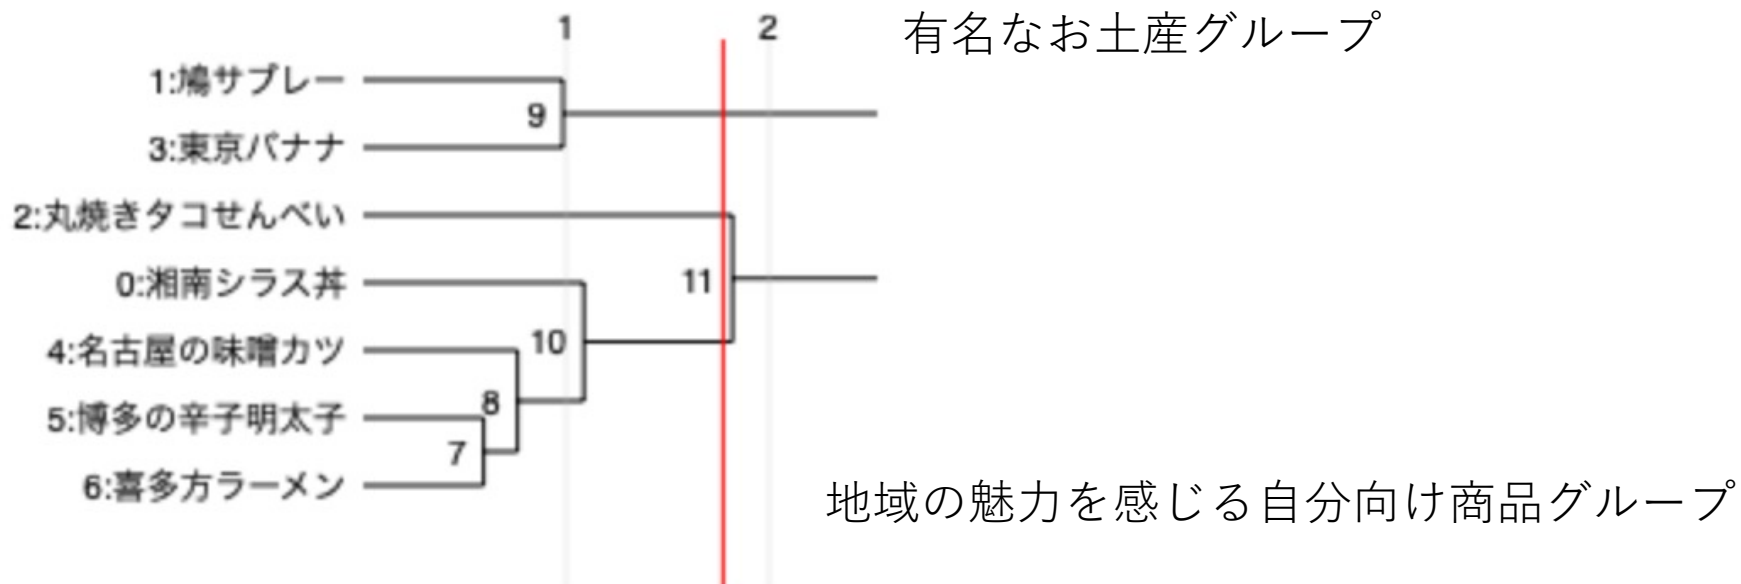 1 2
有名なお土産グループ
1:鳩サブレー
9
3:東京バナナ
2:丸焼きタコせんべい
0:湘南シラス丼
11
10
4:名古屋の味噌カツ
8
5:博多の辛子明太子
7
6:喜多方ラーメン
地域の魅力を感じる自分向け商品グループ